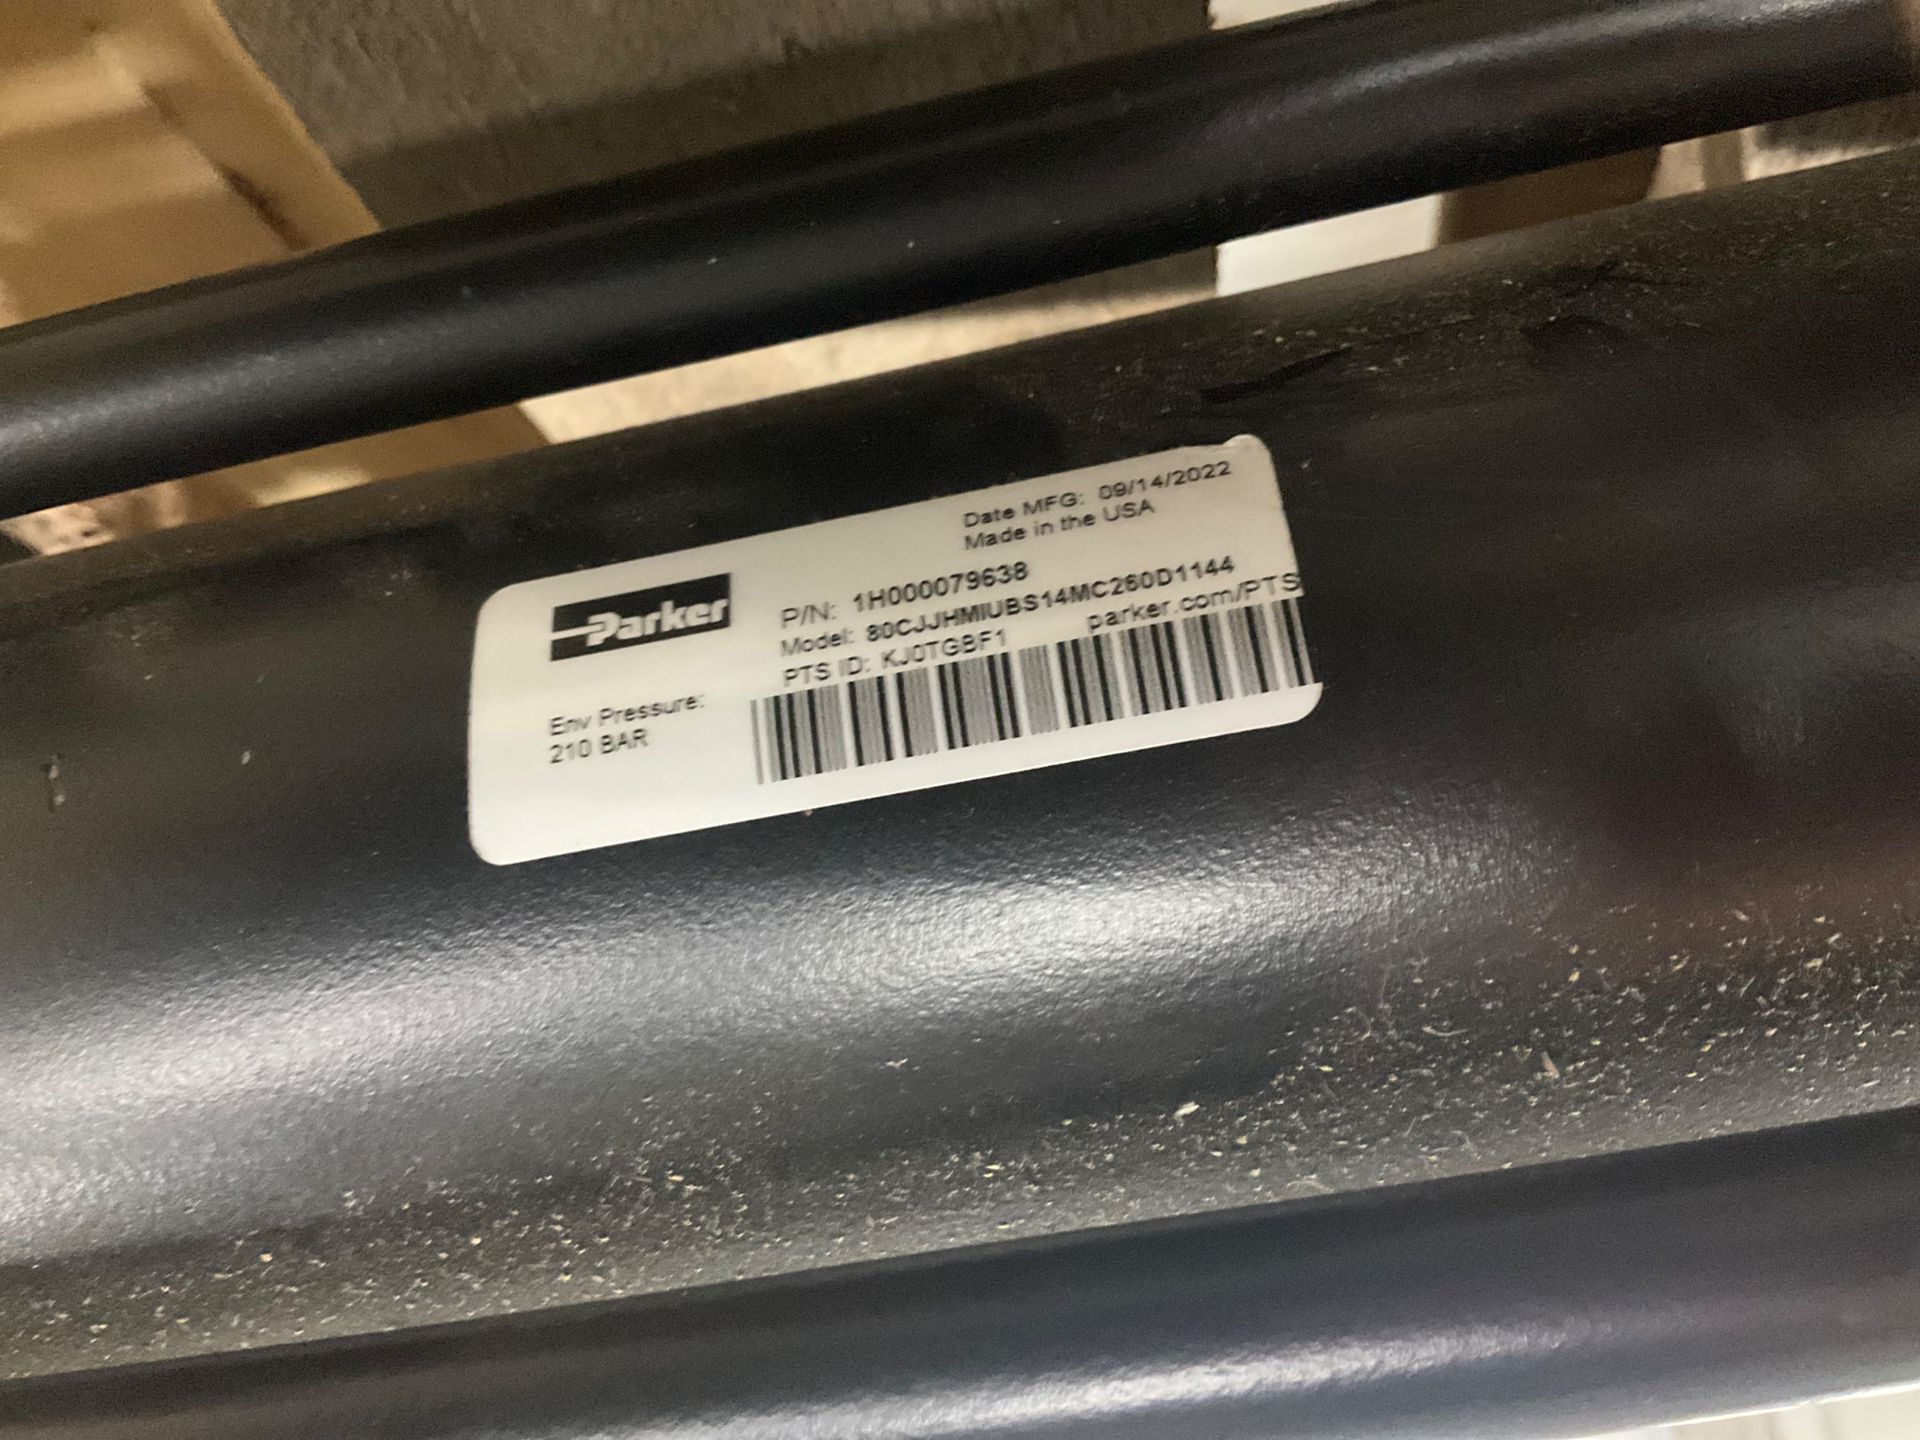 Date MFG: 09/14/2022
Made in the USA
Parker
P/N: 1H000079638
Model: 80CJJHMIUBS14MC260D1144
PTS ID: KJ0TGBF1 parker.com/PTS
Env Pressure:
210 BAR